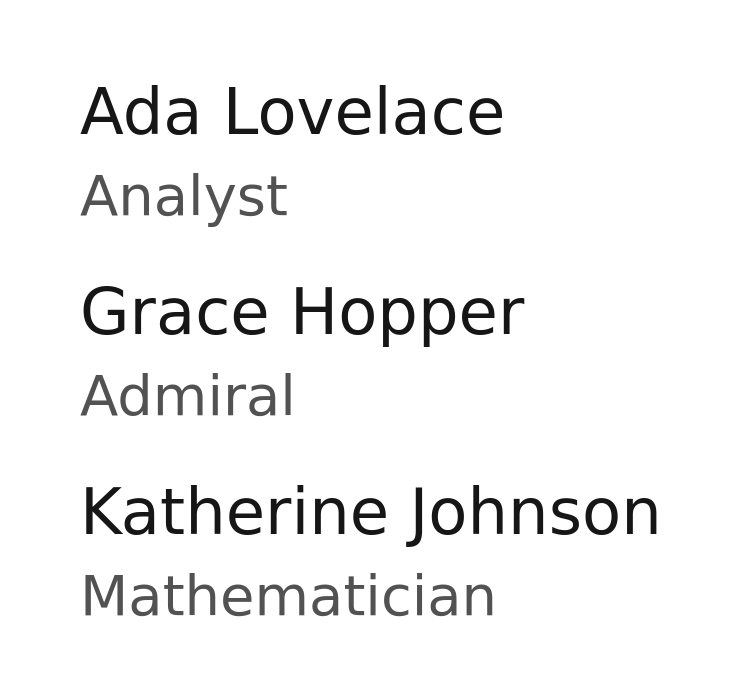 Ada Lovelace
Analyst
Grace Hopper
Admiral
Katherine Johnson
Mathematician